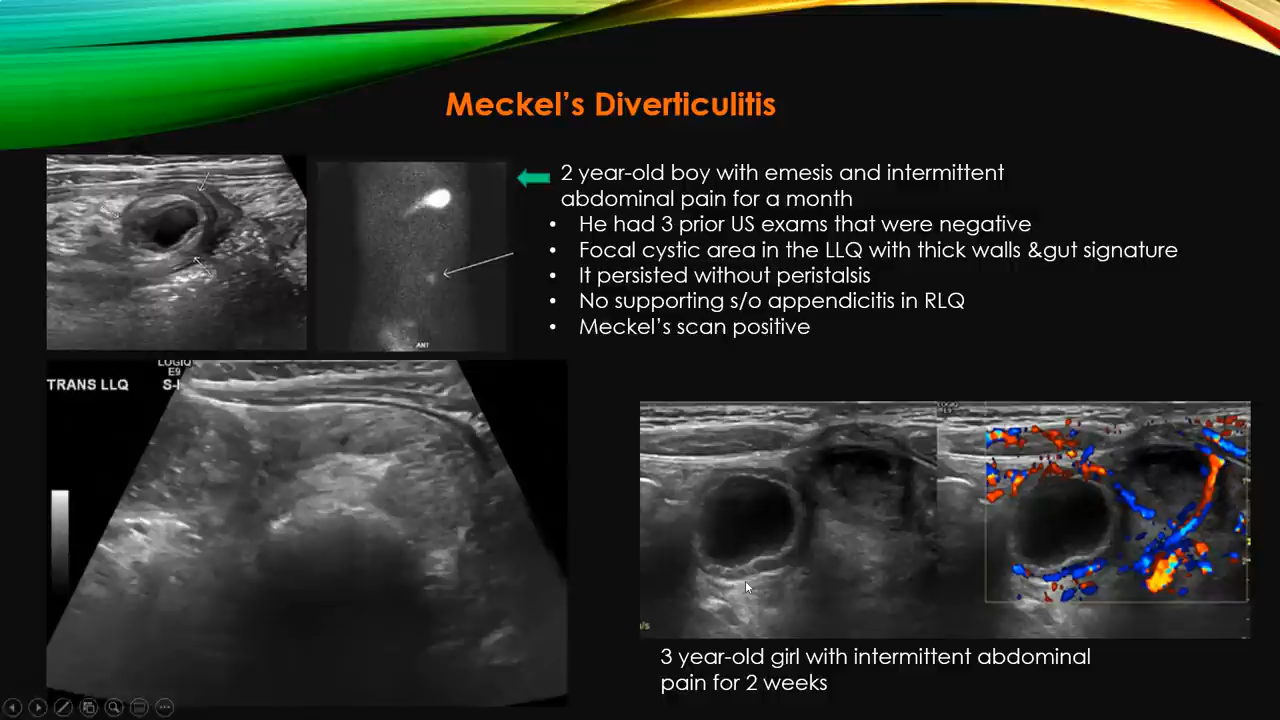 Meckel's Diverticulitis
2 year-old boy with emesis and intermittent
abdominal pain for a month
• He had 3 prior US exams that were negative
• Focal cystic area in the LLQ with thick walls &gut signature
• It persisted without peristalsis
• No supporting s/o appendicitis in RLQ
• Meckel's scan positive
ANT
LOGIQ
E9
TRANS LLQ
S-I
3 year-old girl with intermittent abdominal
pain for 2 weeks